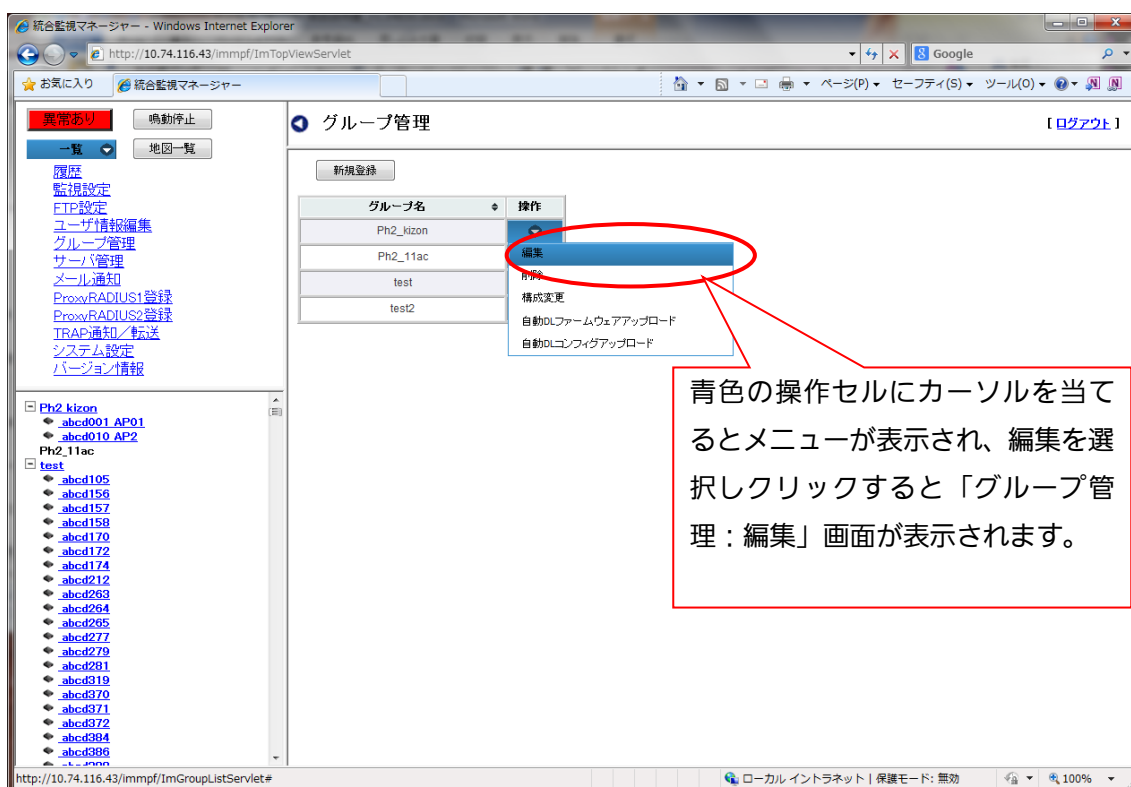 統合監視マネージャー - Windows Internet Explorer
http://10.74.116.43/immpf/ImTopViewServlet
Google
お気に入り
統合監視マネージャー
ページ(P)
セーフティ(S)
ツール(O)
異常あり
鳴動停止
一覧
地図一覧
履歴
監視設定
FTP設定
ユーザ情報編集
グループ管理
サーバ管理
メール通知
ProxyRADIUS1登録
ProxyRADIUS2登録
TRAP通知／転送
システム設定
バージョン情報
Ph2 kizon
abcd001 AP01
abcd010 AP2
Ph2_11ac
test
_abcd105
_abcd156
_abcd157
_abcd158
_abcd170
_abcd172
_abcd174
_abcd212
_abcd263
_abcd264
_abcd265
_abcd277
_abcd279
_abcd281
_abcd319
_abcd370
_abcd371
_abcd372
_abcd384
_abcd386
グループ管理
[ ログアウト ]
新規登録
グループ名 操作
Ph2_kizon
Ph2_11ac
test
test2
編集
削除
構成変更
自動DLファームウェアアップロード
自動DLコンフィグアップロード
青色の操作セルにカーソルを当て
るとメニューが表示され、編集を選
択しクリックすると「グループ管
理：編集」画面が表示されます。
http://10.74.116.43/immpf/ImGroupListServlet#
ローカル イントラネット | 保護モード: 無効
100%